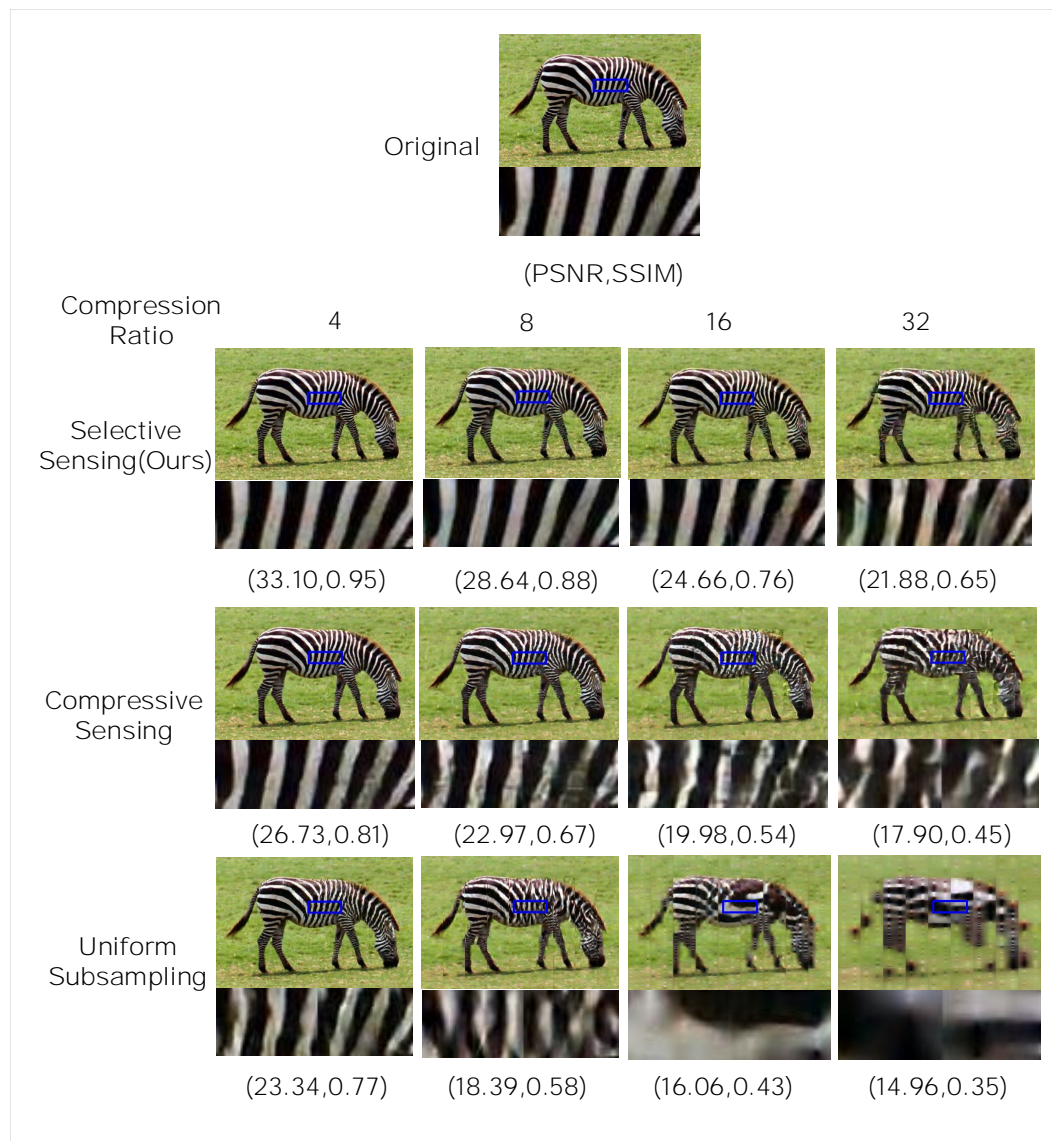 Original
(PSNR,SSIM)
Compression
Ratio
4 8 16 32
Selective
Sensing(Ours)
(33.10,0.95) (28.64,0.88) (24.66,0.76) (21.88,0.65)
Compressive
Sensing
(26.73,0.81) (22.97,0.67) (19.98,0.54) (17.90,0.45)
Uniform
Subsampling
(23.34,0.77) (18.39,0.58) (16.06,0.43) (14.96,0.35)